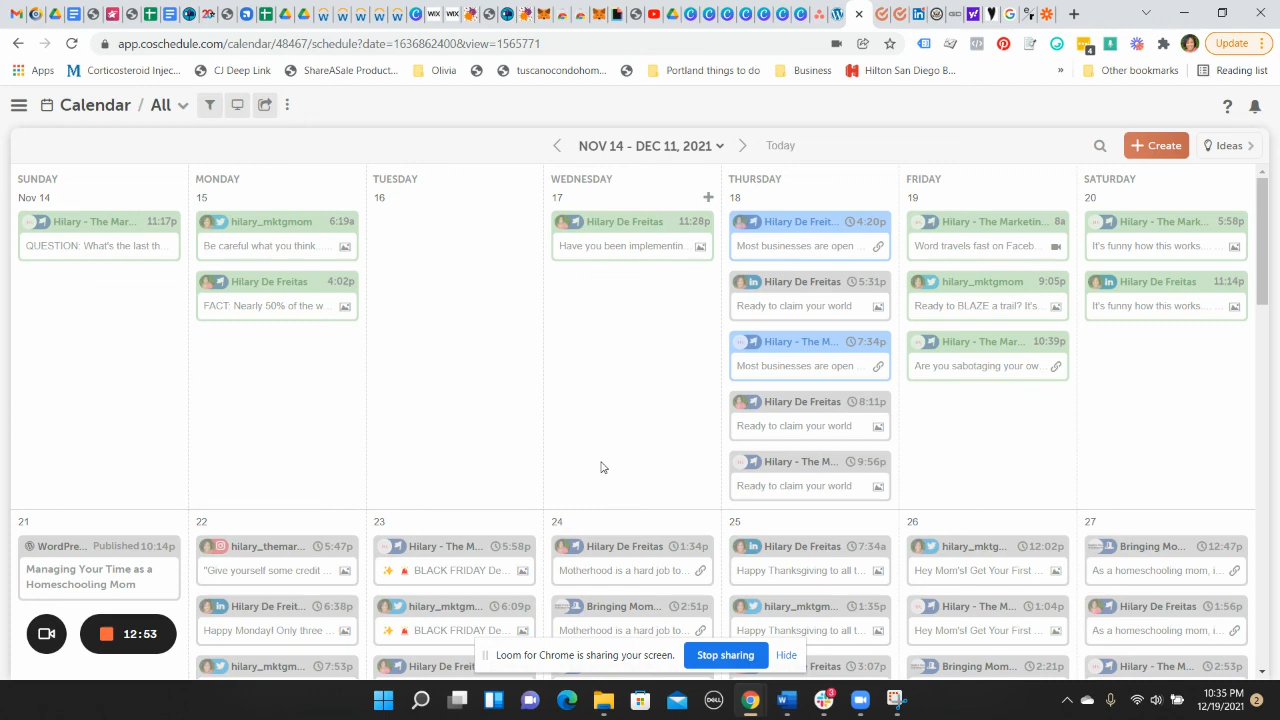 app.coschedule.com/calendar/48467/schedule?date=1636862400&view=1565771
Update
Apps
Corticosteroid Injec...
CJ Deep Link
ShareASale Product...
Olivia
tuscanocondohom...
Portland things to do
Business
Hilton San Diego B...
»
Other bookmarks
Reading list
Calendar / All
?
NOV 14 - DEC 11, 2021
Today
+ Create
Ideas
SUNDAY MONDAY TUESDAY WEDNESDAY THURSDAY FRIDAY SATURDAY
Nov 14 15 16 17 18 19 20
Hilary - The Mar... 11:17p
QUESTION: What's the last th...
hilary_mktgmom 6:19a
Be careful what you think ...
Hilary De Freitas 4:02p
FACT: Nearly 50% of the w...
Hilary De Freitas 11:28p
Have you been implementin...
Hilary De Freit... 4:20p
Most businesses are open ...
Hilary De Freitas 5:31p
Ready to claim your world
Hilary - The M... 7:34p
Most businesses are open ...
Hilary De Freitas 8:11p
Ready to claim your world
Hilary - The M... 9:56p
Ready to claim your world
Hilary - The Marketin... 8a
Word travels fast on Faceb...
hilary_mktgmom 9:05p
Ready to BLAZE a trail? It's...
Hilary - The Mar... 10:39p
Are you sabotaging your ow...
Hilary - The Mark... 5:58p
It's funny how this works....
Hilary De Freitas 11:14p
It's funny how this works....
21 22 23 24 25 26 27
WordPre... Published 10:14p
Managing Your Time as a
Homeschooling Mom
hilary_themar... 5:47p
"Give yourself some credit ...
Hilary De Freit... 6:38p
Happy Monday! Only three ...
hilary_mktgm... 7:53p
Hilary - The M... 5:58p
BLACK FRIDAY De...
hilary_mktgm... 6:09p
BLACK FRIDAY De...
Hilary De Frei
Hilary De Freitas 1:34p
Motherhood is a hard job to...
Bringing Mom... 2:51p
Motherhood is a hard job to...
Hilary De Freitas 7:34a
Happy Thanksgiving to all t...
hilary_mktgm... 1:35p
Happy Thanksgiving to all t...
De Freitas 3:07p
hilary_mktg... 12:02p
Hey Mom's! Get Your First ...
Hilary - The M... 1:04p
Hey Mom's! Get Your First ...
Bringing Mom... 2:21p
Bringing Mo... 12:47p
As a homeschooling mom, i...
Hilary De Freitas 1:56p
As a homeschooling mom, i...
Hilary - The M... 2:53p
12:53
Loom for Chrome is sharing your screen.
Stop sharing
Hide
10:35 PM
12/19/2021